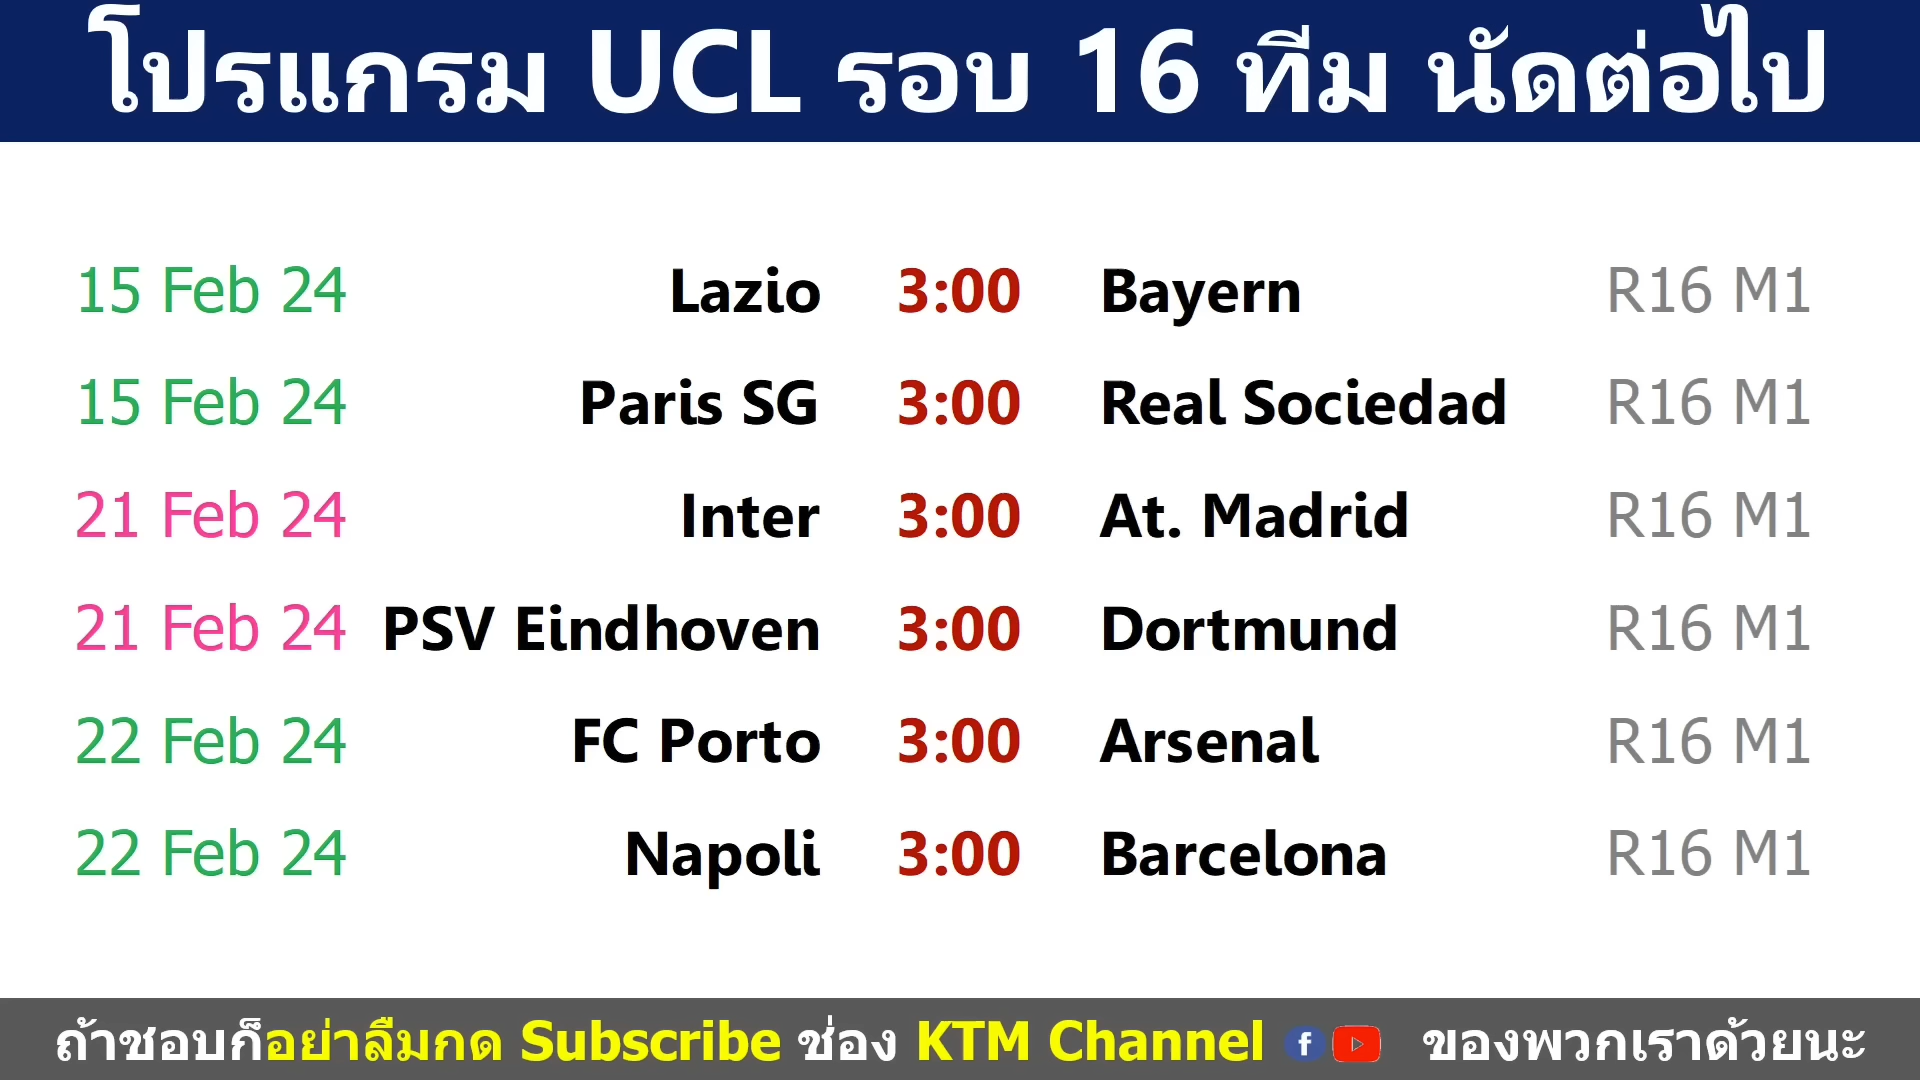 โปรแกรม UCL รอบ 16 ทีม นัดต่อไป
15 Feb 24 Lazio 3:00 Bayern R16 M1
15 Feb 24 Paris SG 3:00 Real Sociedad R16 M1
21 Feb 24 Inter 3:00 At. Madrid R16 M1
21 Feb 24 PSV Eindhoven 3:00 Dortmund R16 M1
22 Feb 24 FC Porto 3:00 Arsenal R16 M1
22 Feb 24 Napoli 3:00 Barcelona R16 M1
ถ้าชอบก็อย่าลืมกด Subscribe ช่อง KTM Channel f ของพวกเราด้วยนะ